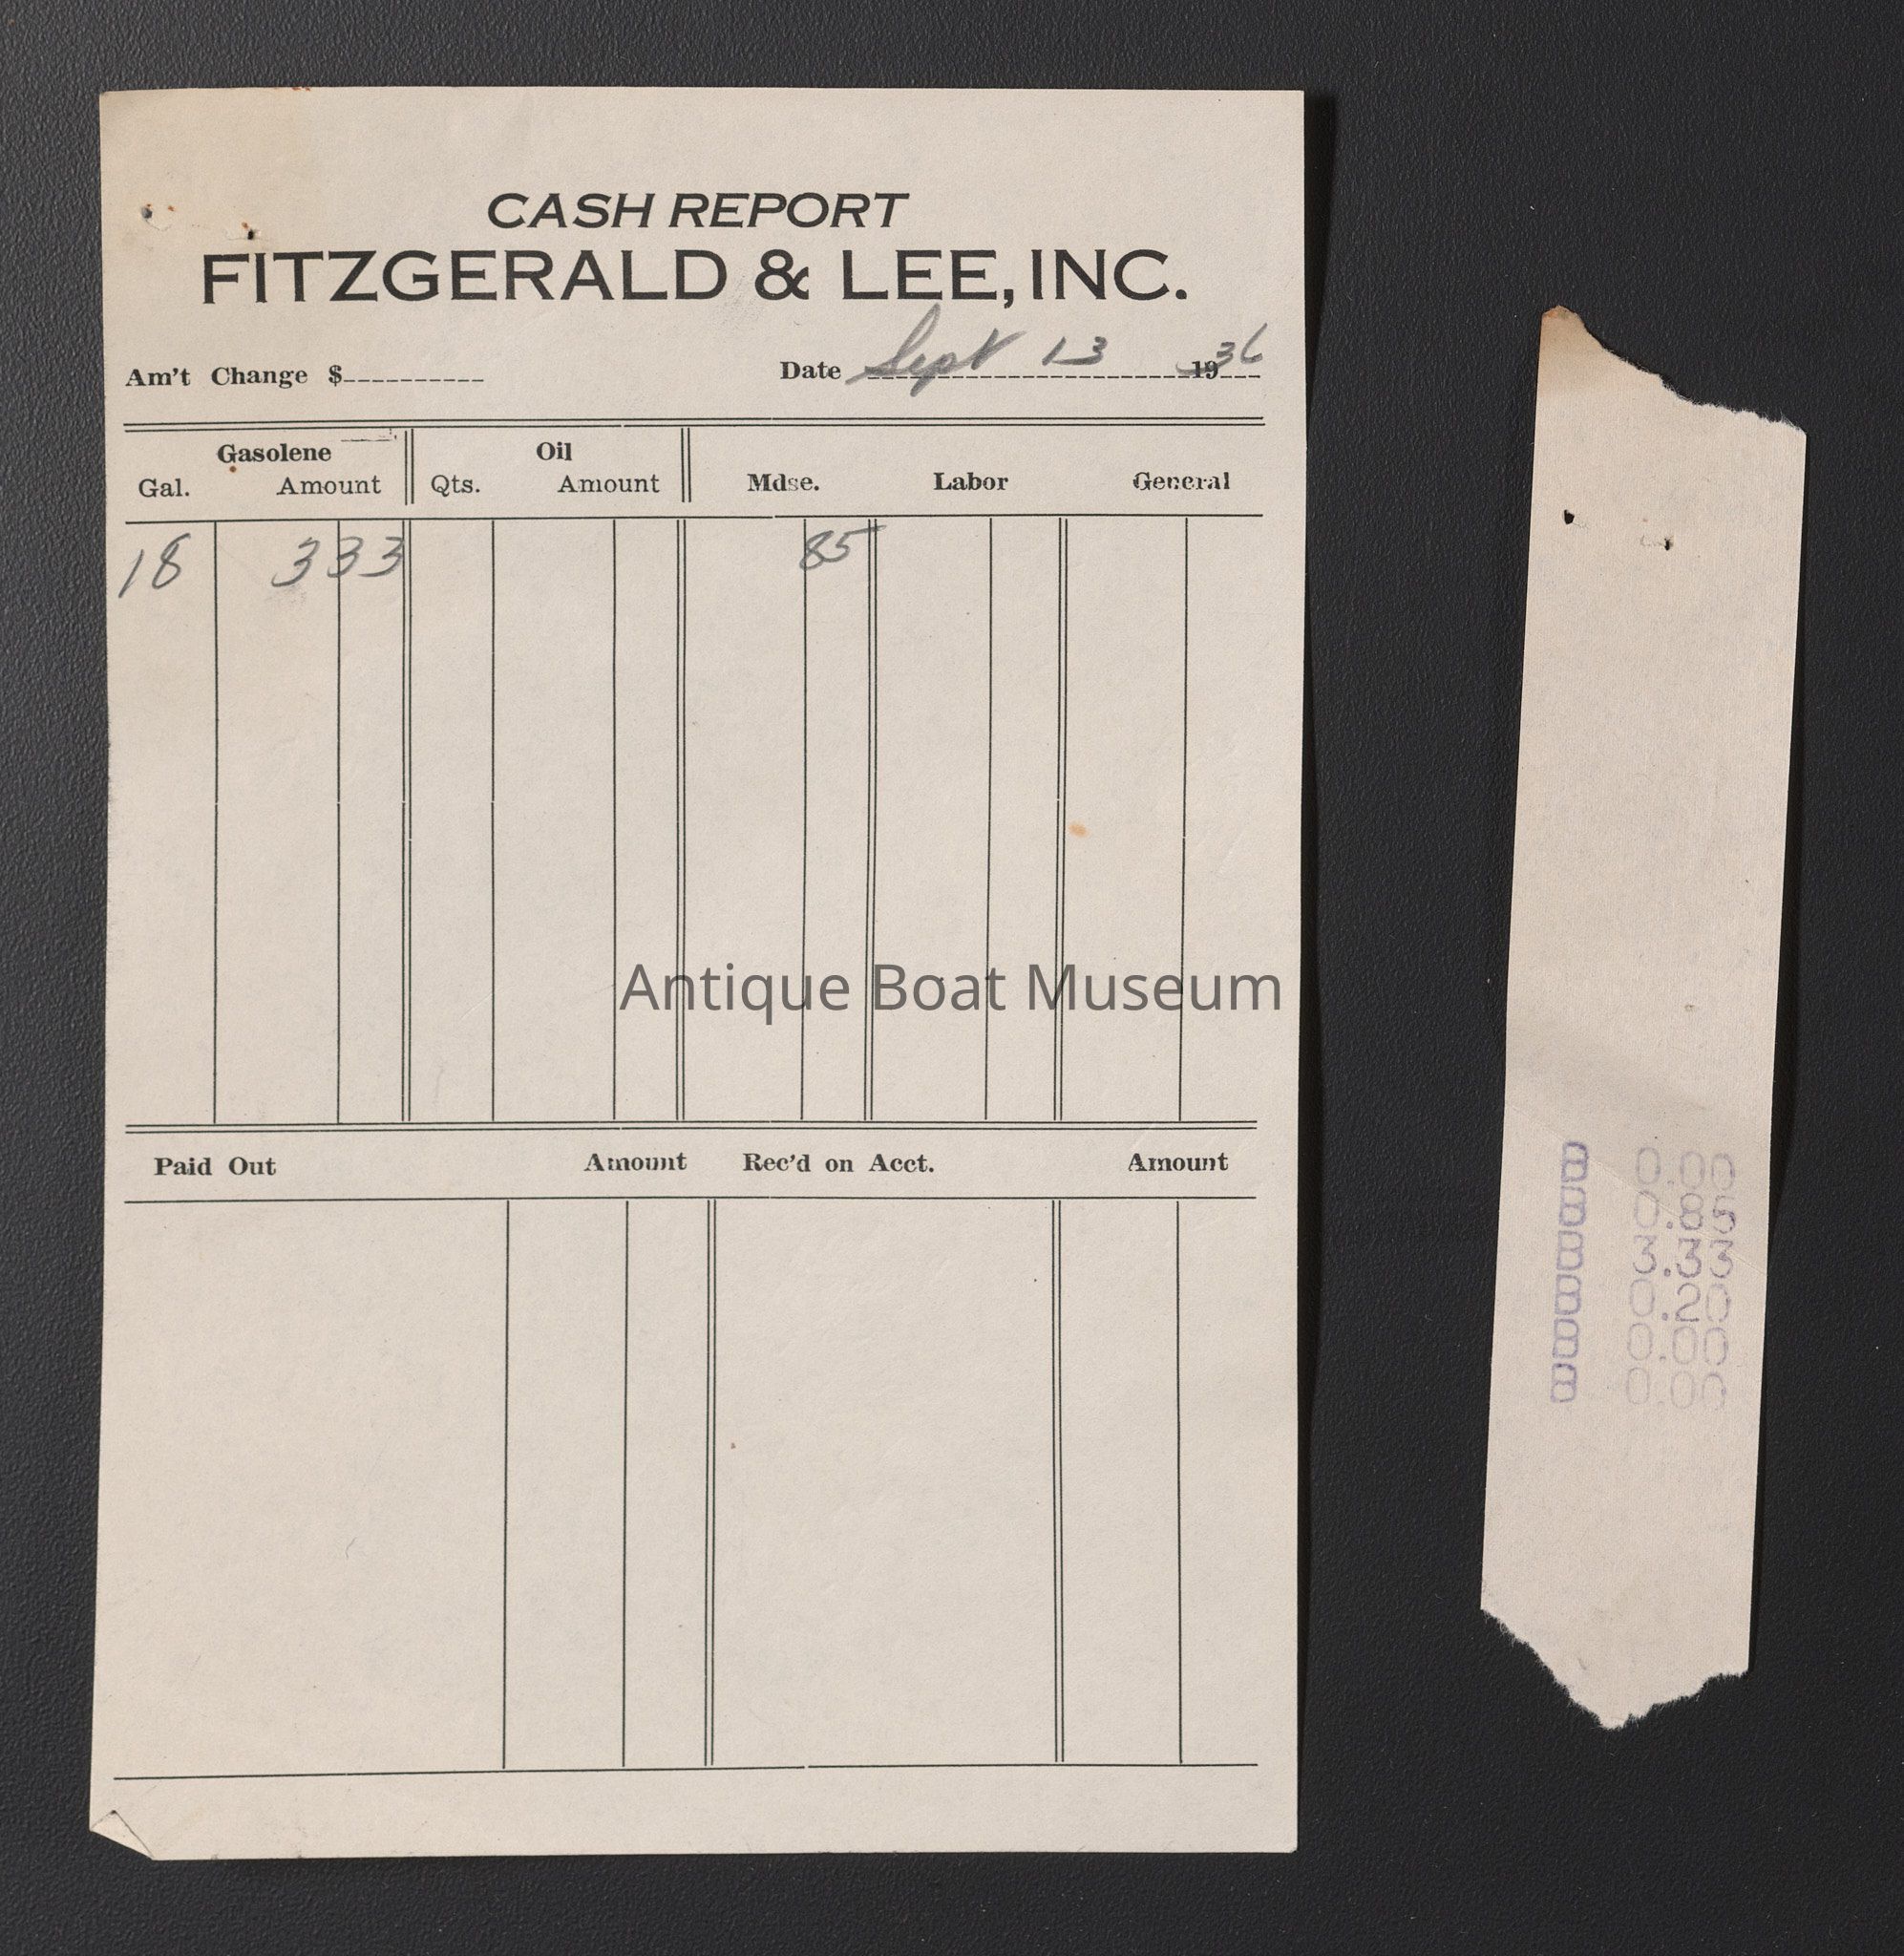 CASH REPORT
FITZGERALD & LEE, INC.
Am't Change $ Date Sept 13 1936
Gasolene Oil
Gal. Amount Qts. Amount Mdse. Labor General
18 3 33 85
Antique Boat Museum
Paid Out Amount Rec'd on Acct. Amount
B 0.00
B 0.85
B 3.33
B 0.20
B 0.00
B 0.00